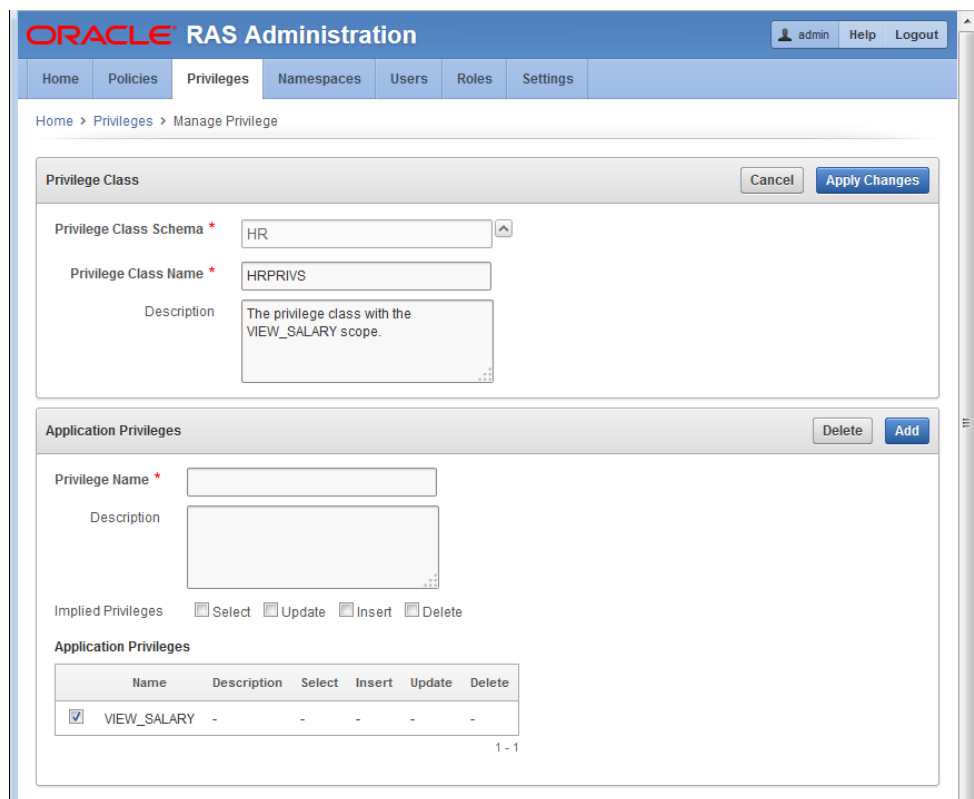 ORACLE® RAS Administration
admin Help Logout
Home Policies Privileges Namespaces Users Roles Settings
Home > Privileges > Manage Privilege
Privilege Class
Cancel Apply Changes
Privilege Class Schema * HR
Privilege Class Name * HRPRIVS
Description The privilege class with the
VIEW_SALARY scope.
Application Privileges
Delete Add
Privilege Name *
Description
Implied Privileges Select Update Insert Delete
Application Privileges
Name Description Select Insert Update Delete
VIEW_SALARY - - - - -
1 - 1